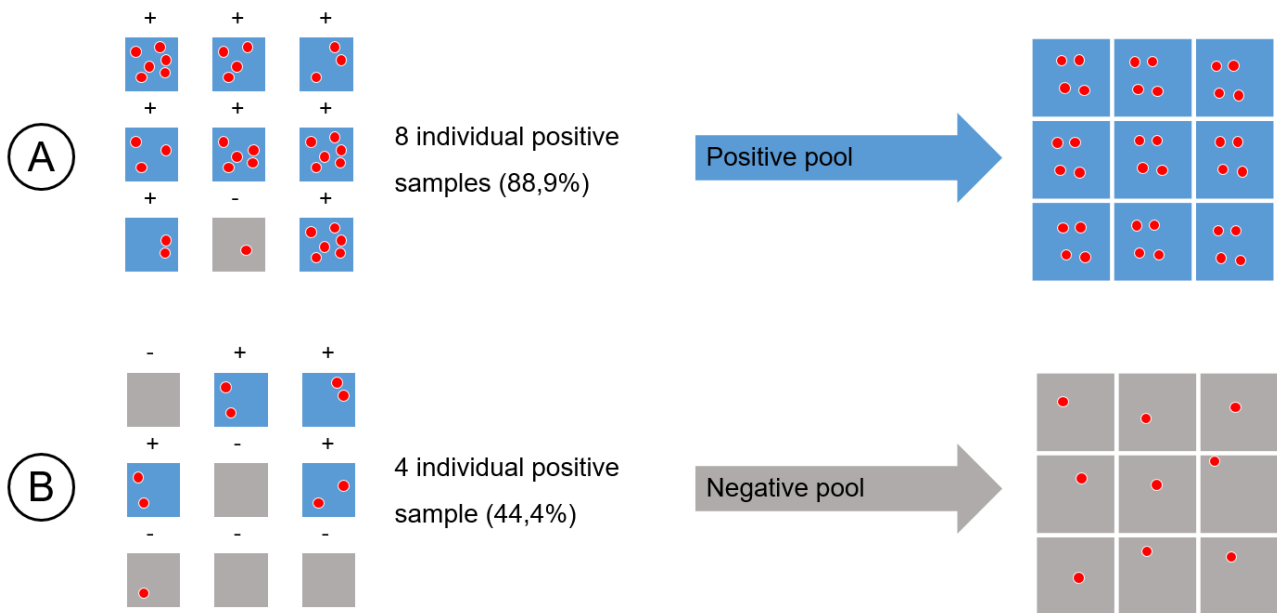 + + +
+ + +
A
8 individual positive
samples (88,9%)
Positive pool
+ - +
- + +
+ - +
B
4 individual positive
sample (44,4%)
Negative pool
- - -